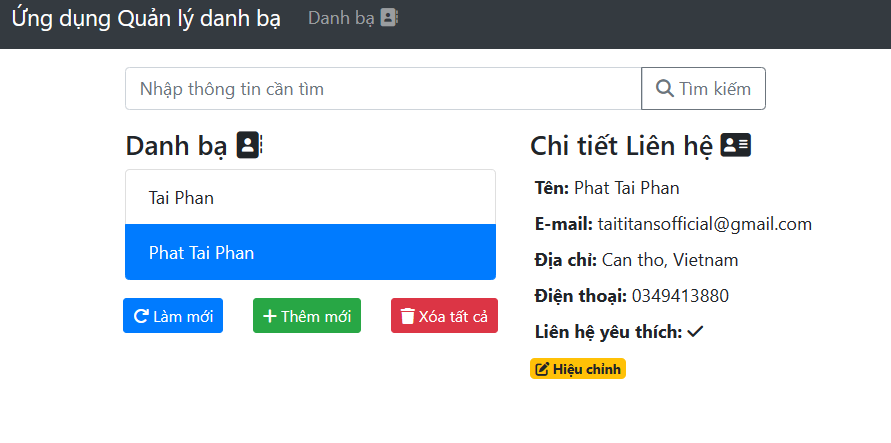 Ứng dụng Quản lý danh bạ Danh bạ
Nhập thông tin cần tìm Tìm kiếm
Danh bạ
Tai Phan
Phat Tai Phan
Làm mới Thêm mới Xóa tất cả
Chi tiết Liên hệ
Tên: Phat Tai Phan
E-mail: taititansofficial@gmail.com
Địa chỉ: Can tho, Vietnam
Điện thoại: 0349413880
Liên hệ yêu thích:
Hiệu chỉnh